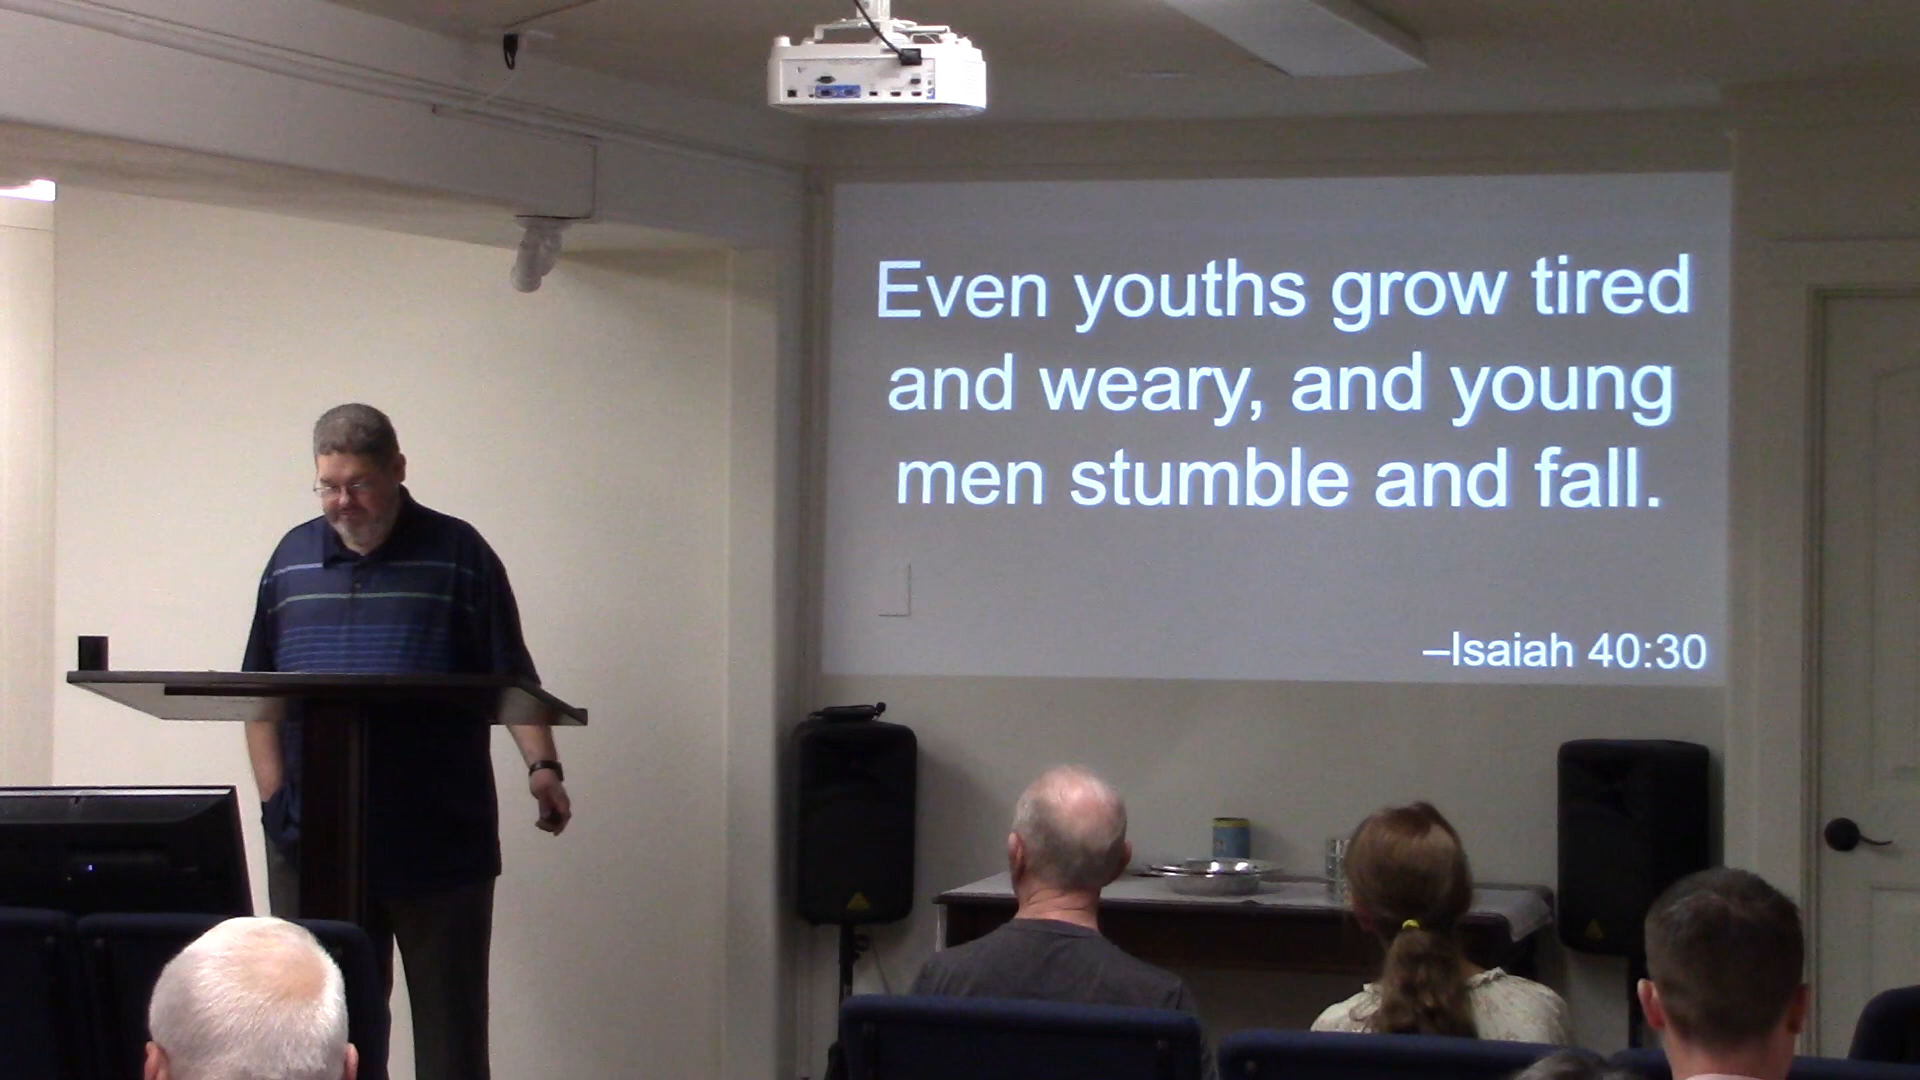 Even youths grow tired
and weary, and young
men stumble and fall.
–Isaiah 40:30